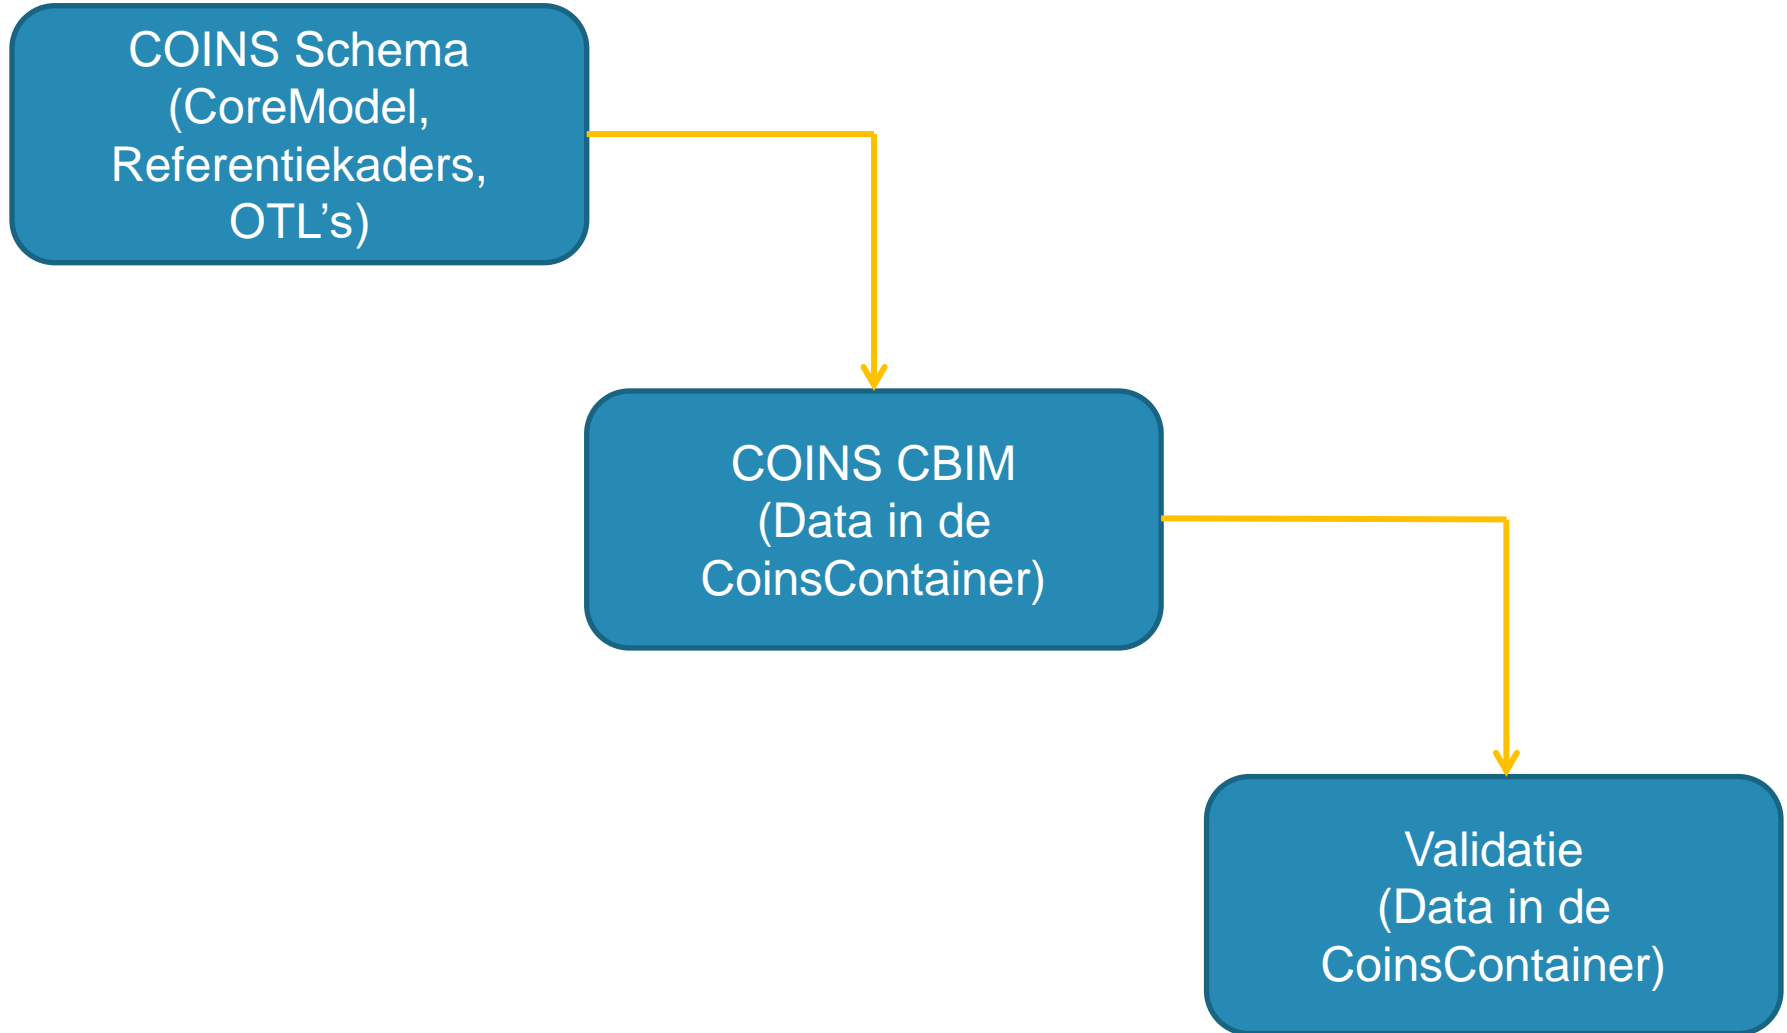 COINS Schema
(CoreModel,
Referentiekaders,
OTL’s)
COINS CBIM
(Data in de
CoinsContainer)
Validatie
(Data in de
CoinsContainer)